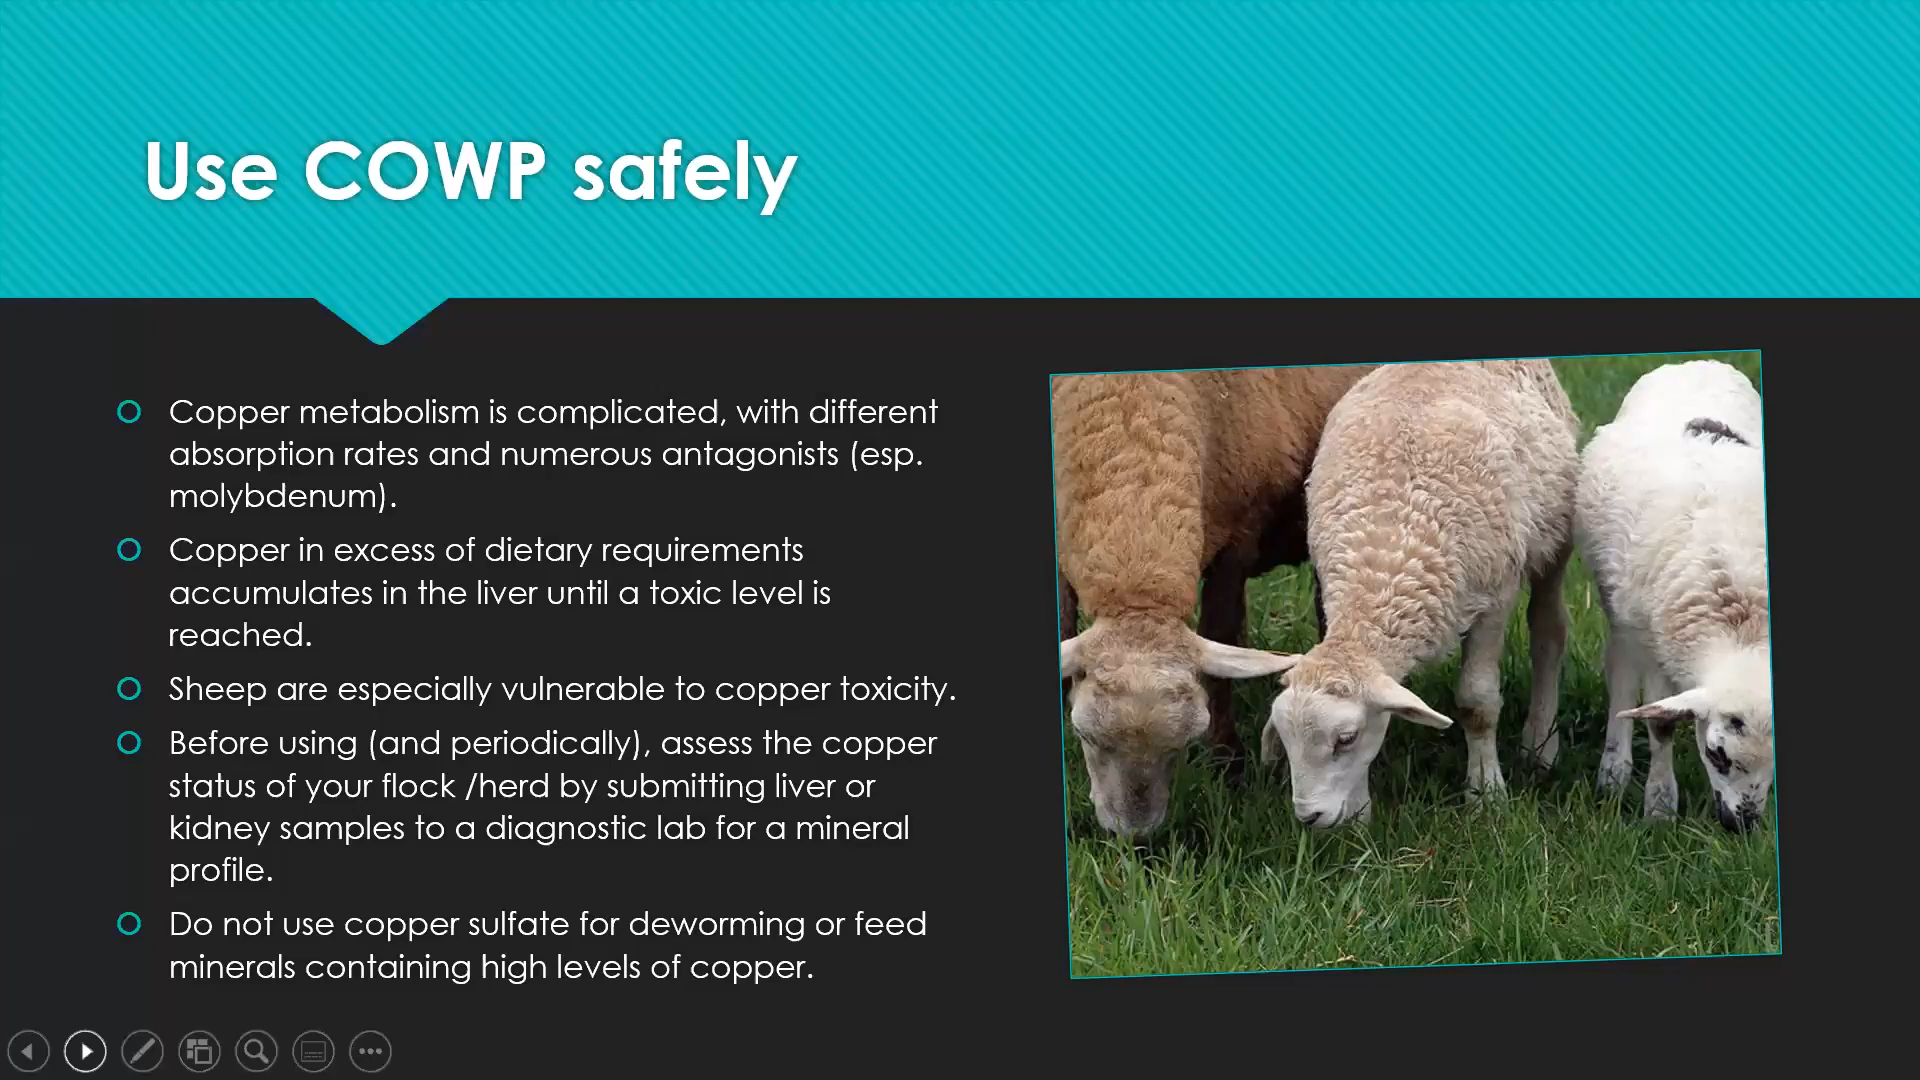 Use COWP safely
Copper metabolism is complicated, with different
absorption rates and numerous antagonists (esp.
molybdenum).
Copper in excess of dietary requirements
accumulates in the liver until a toxic level is
reached.
Sheep are especially vulnerable to copper toxicity.
Before using (and periodically), assess the copper
status of your flock /herd by submitting liver or
kidney samples to a diagnostic lab for a mineral
profile.
Do not use copper sulfate for deworming or feed
minerals containing high levels of copper.